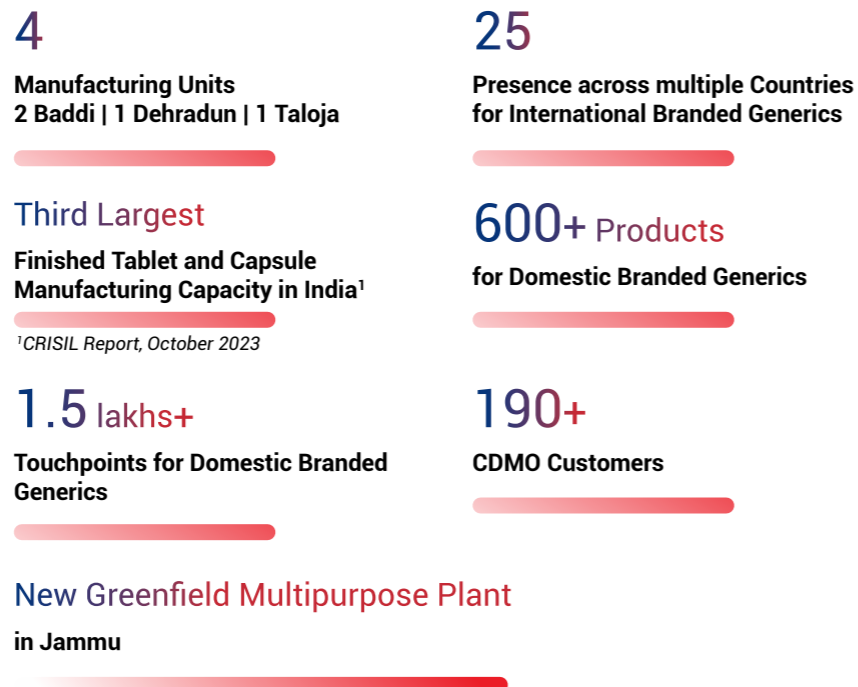 4
Manufacturing Units
2 Baddi | 1 Dehradun | 1 Taloja
25
Presence across multiple Countries
for International Branded Generics
Third Largest
Finished Tablet and Capsule
Manufacturing Capacity in India¹
¹CRISIL Report, October 2023
600+ Products
for Domestic Branded Generics
1.5 lakhs+
Touchpoints for Domestic Branded
Generics
190+
CDMO Customers
New Greenfield Multipurpose Plant
in Jammu